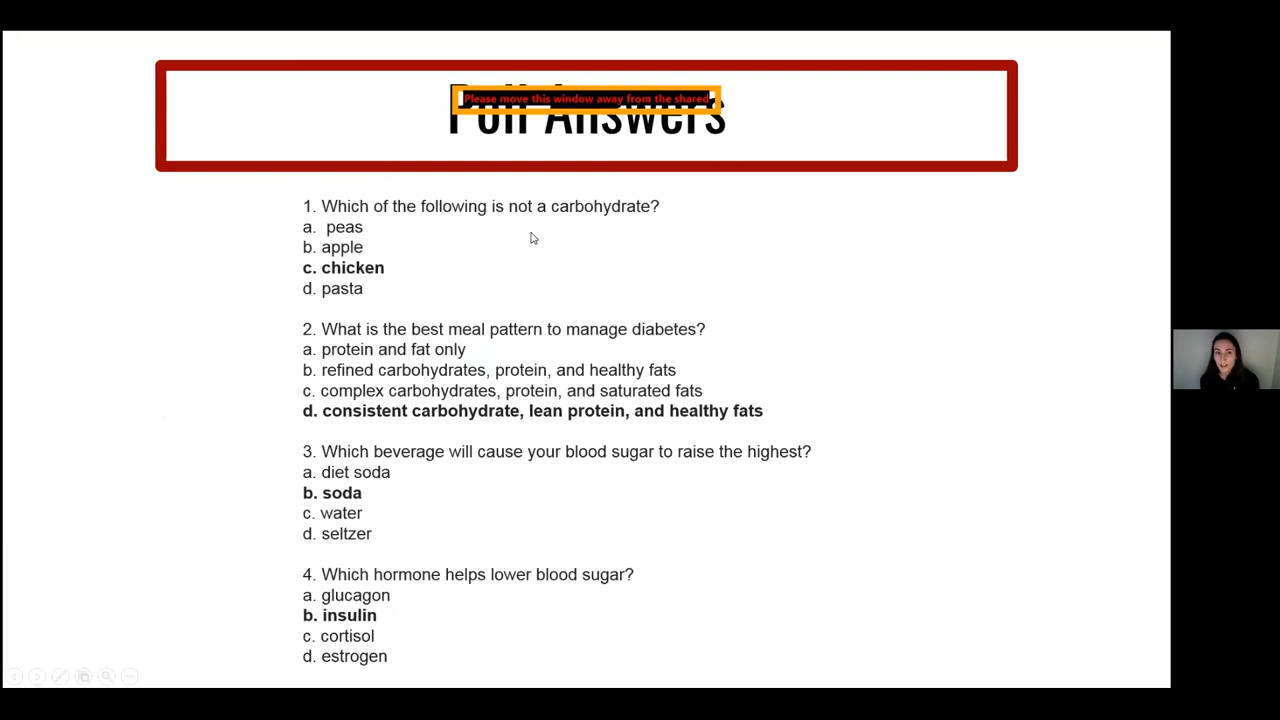 Please move this window away from the shared
Poll Answers
1. Which of the following is not a carbohydrate?
a. peas
b. apple
c. chicken
d. pasta
2. What is the best meal pattern to manage diabetes?
a. protein and fat only
b. refined carbohydrates, protein, and healthy fats
c. complex carbohydrates, protein, and saturated fats
d. consistent carbohydrate, lean protein, and healthy fats
3. Which beverage will cause your blood sugar to raise the highest?
a. diet soda
b. soda
c. water
d. seltzer
4. Which hormone helps lower blood sugar?
a. glucagon
b. insulin
c. cortisol
d. estrogen